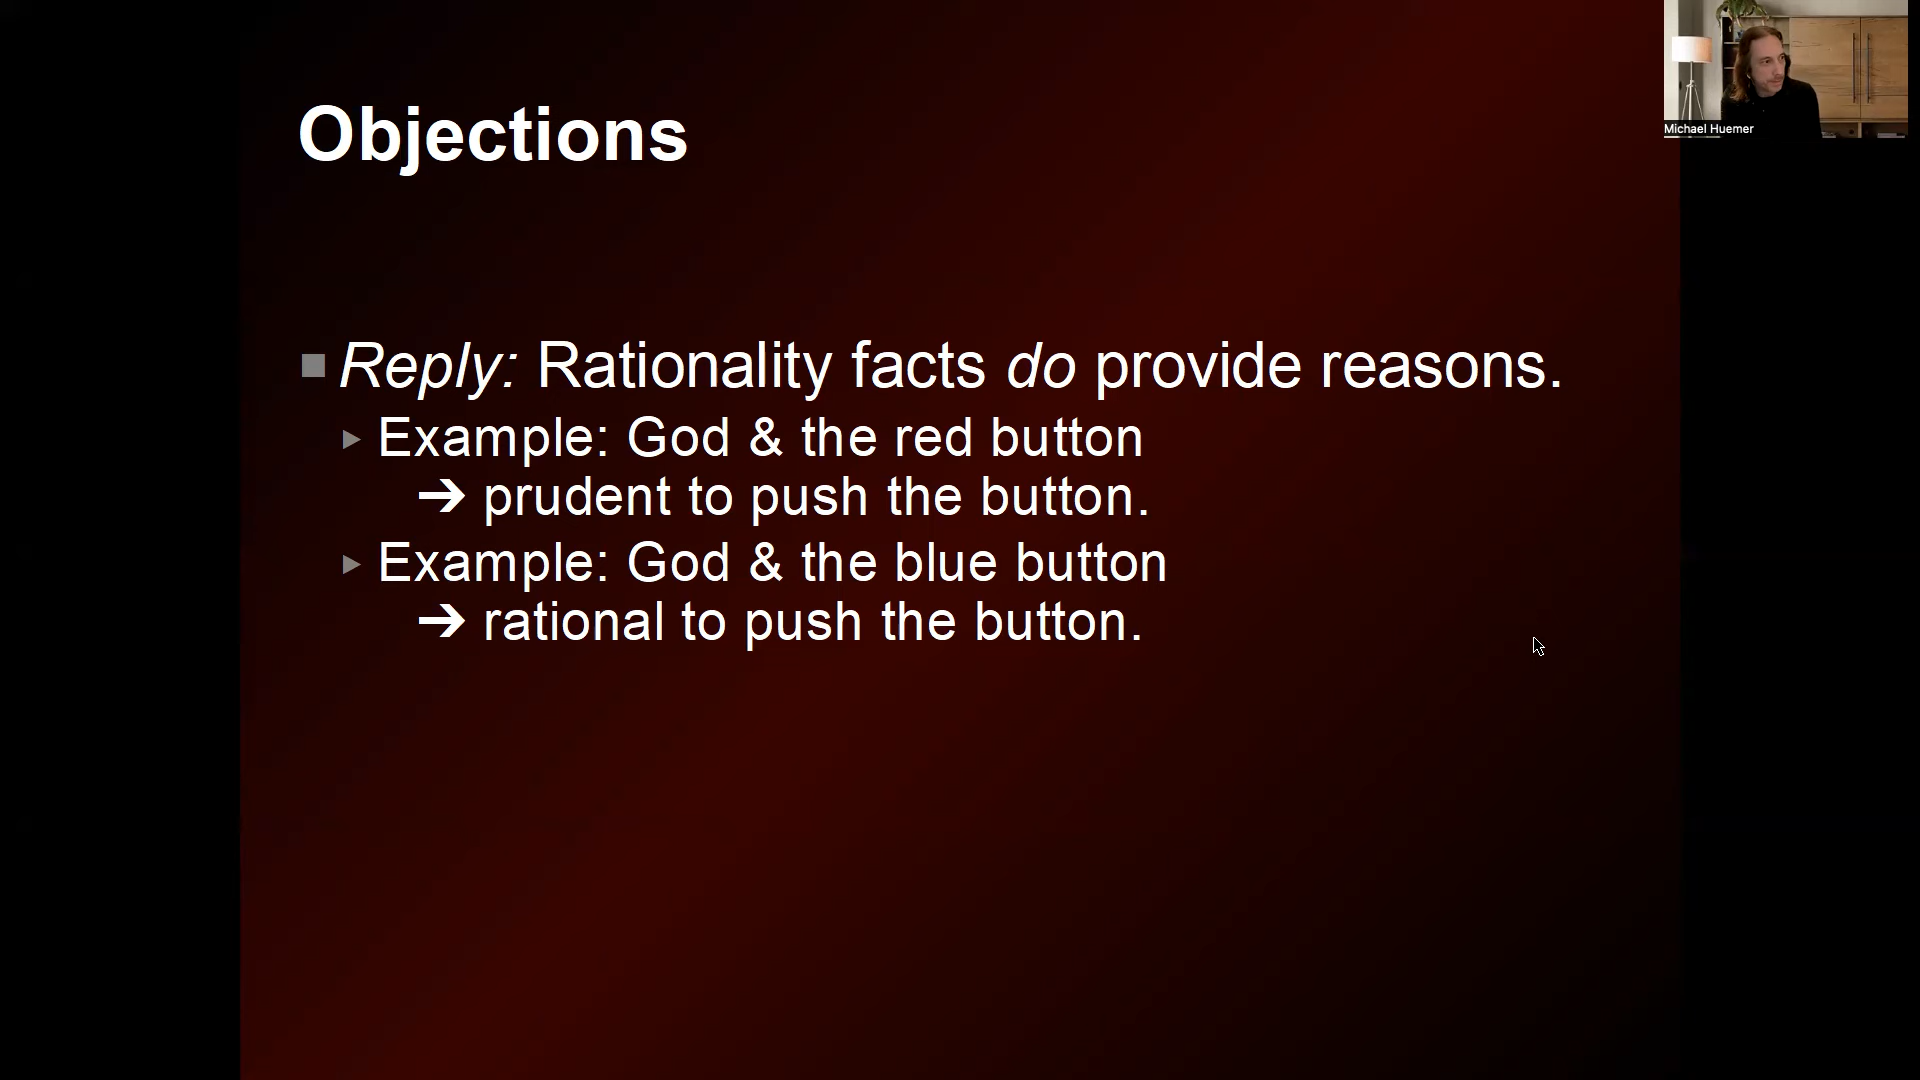 Objections
Reply: Rationality facts do provide reasons.
Example: God & the red button
➔ prudent to push the button.
Example: God & the blue button
➔ rational to push the button.
Michael Huemer